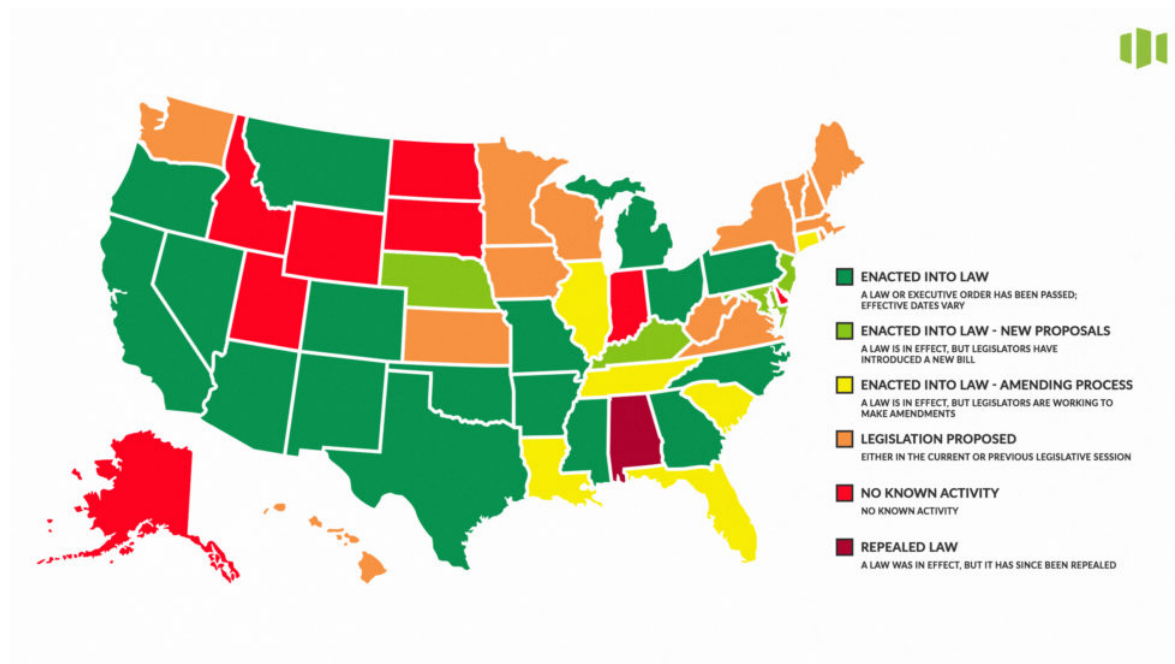 ENACTED INTO LAW
A LAW OR EXECUTIVE ORDER HAS BEEN PASSED;
EFFECTIVE DATES VARY
ENACTED INTO LAW - NEW PROPOSALS
A LAW IS IN EFFECT, BUT LEGISLATORS HAVE
INTRODUCED A NEW BILL
ENACTED INTO LAW - AMENDING PROCESS
A LAW IS IN EFFECT, BUT LEGISLATORS ARE WORKING TO
MAKE AMENDMENTS
LEGISLATION PROPOSED
EITHER IN THE CURRENT OR PREVIOUS LEGISLATIVE SESSION
NO KNOWN ACTIVITY
NO KNOWN ACTIVITY
REPEALED LAW
A LAW WAS IN EFFECT, BUT IT HAS SINCE BEEN REPEALED